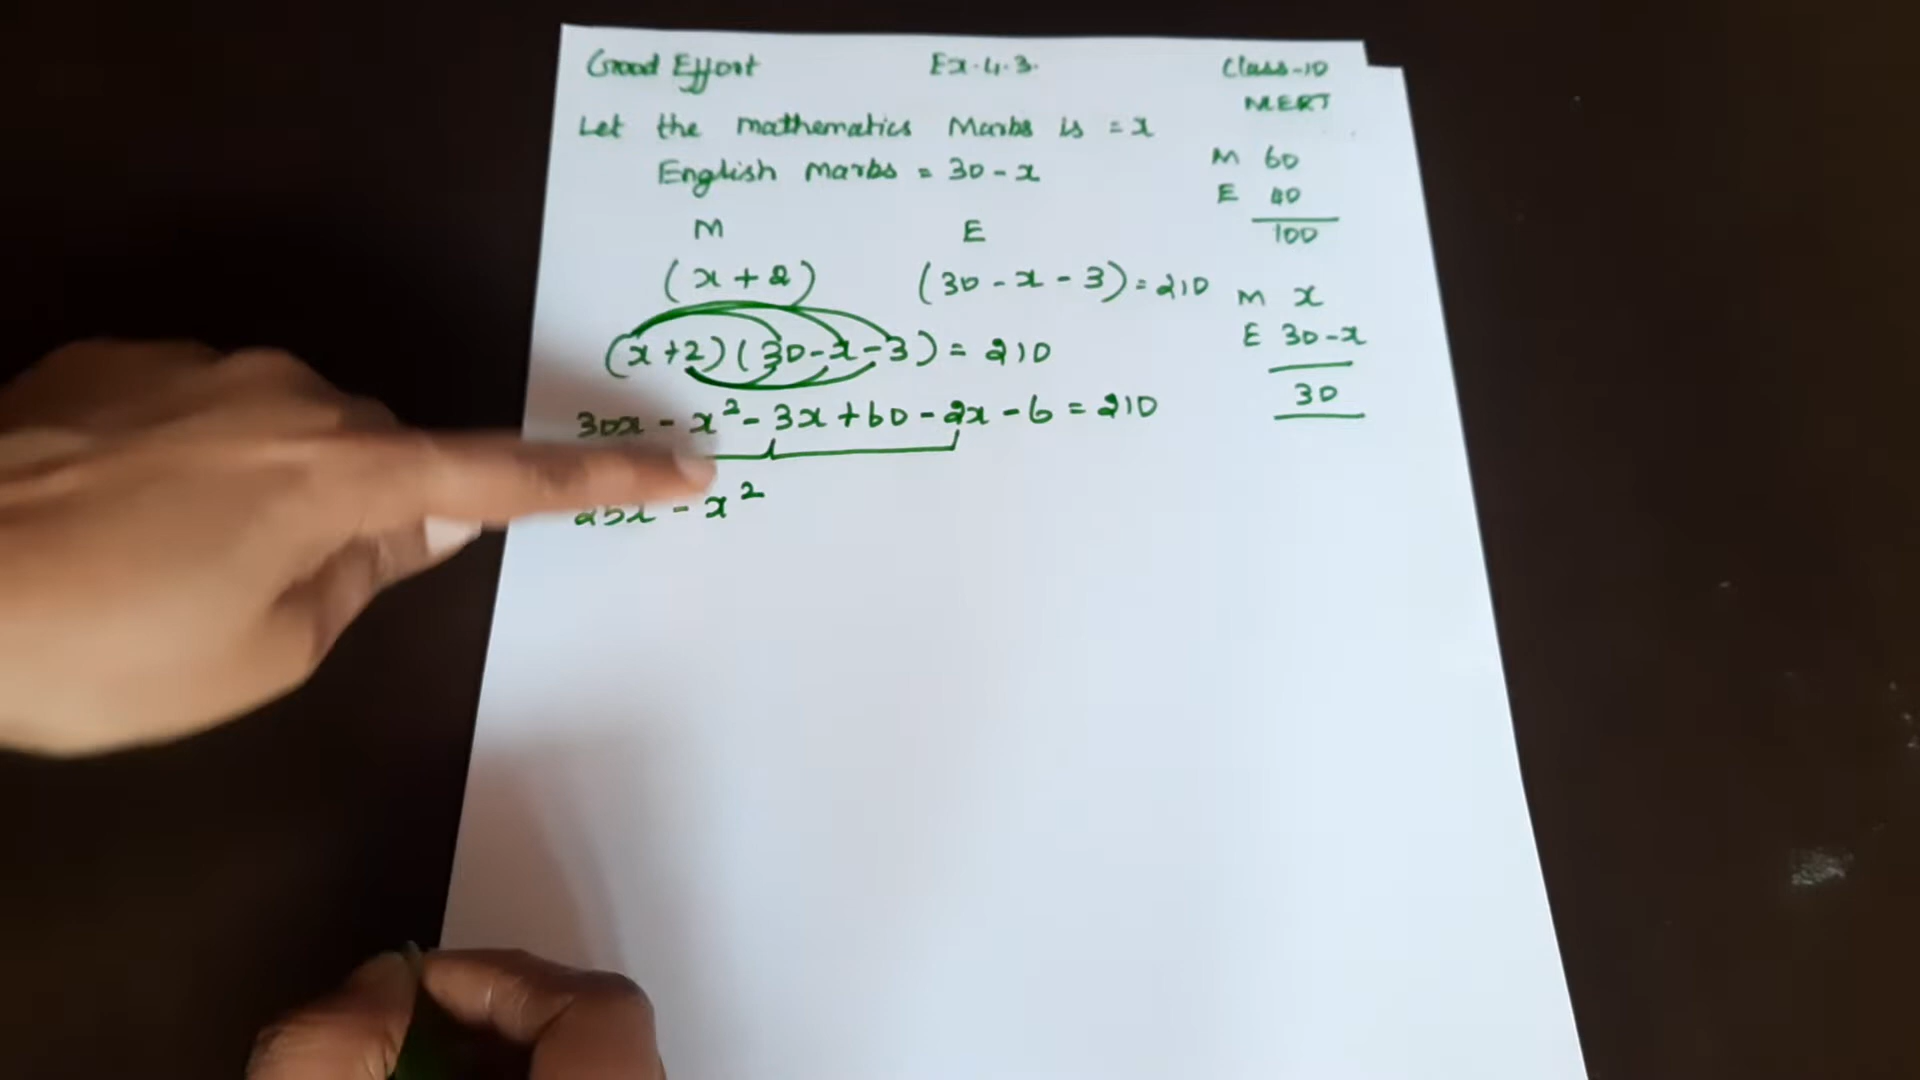 Good Effort Ex.4.3. Class-10
NCERT
Let the mathematics Marks is = x
English Marks = 30 - x
M 60
E 40
100
M E
(x + 2) (30 - x - 3) = 210
M x
E 30-x
30
(x+2)(30-x-3) = 210
30x - x² - 3x + 60 - 2x - 6 = 210
25x - x²